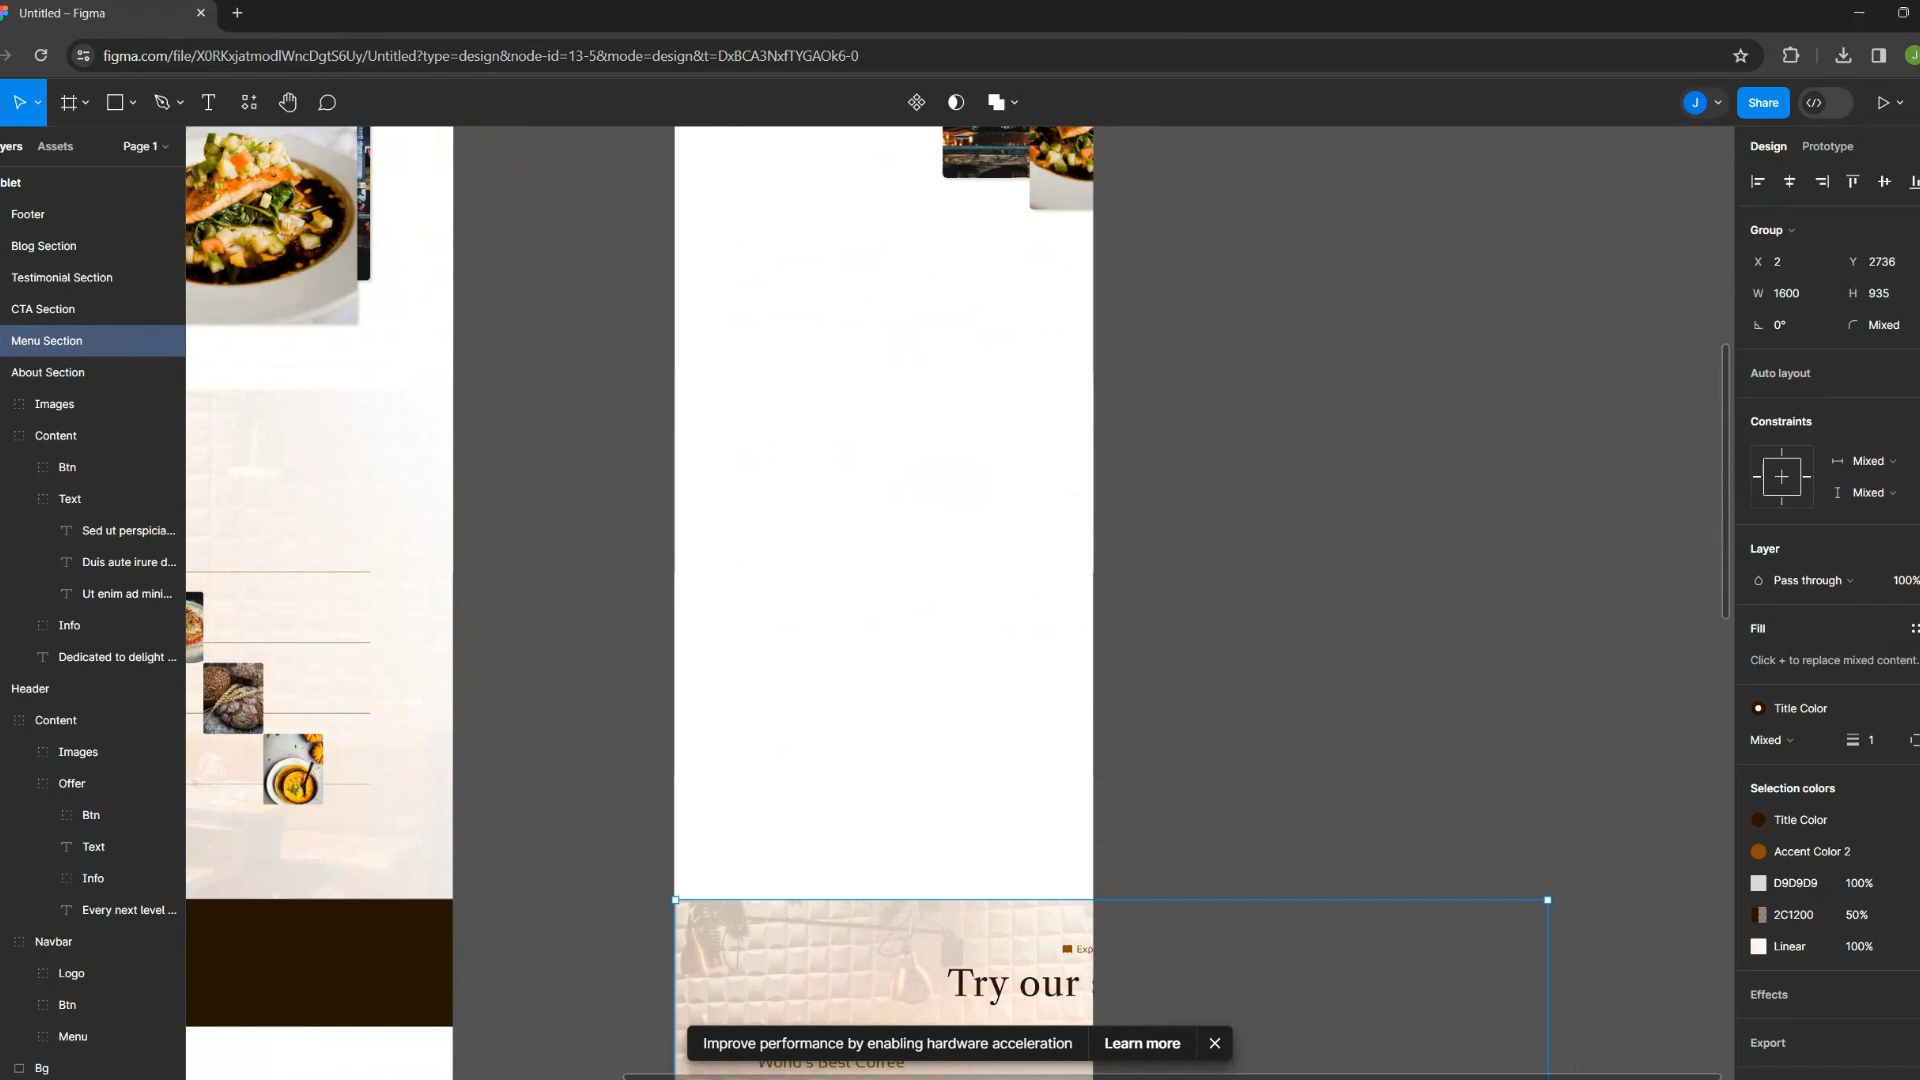 Untitled – Figma
figma.com/file/X0RKxjatmodlWncDgtS6Uy/Untitled?type=design&node-id=13-5&mode=design&t=DxBCA3NxfTYGAOk6-0
J
J
Share
yers
Assets
Page 1
Design
Prototype
blet
Footer
Blog Section
Testimonial Section
CTA Section
Menu Section
About Section
Images
Content
Btn
Text
Sed ut perspicia...
Duis aute irure d...
Ut enim ad mini...
Info
Dedicated to delight ...
Header
Content
Images
Offer
Btn
Text
Info
Every next level ...
Navbar
Logo
Btn
Menu
Bg
Group
X 2
Y 2736
W 1600
H 935
0°
Mixed
Auto layout
Constraints
Mixed
Mixed
Layer
Pass through
100%
Fill
Click + to replace mixed content.
Title Color
Mixed
1
Selection colors
Title Color
Accent Color 2
D9D9D9 100%
2C1200 50%
Linear 100%
Effects
Export
Exp
Try our
World's Best Coffee
Improve performance by enabling hardware acceleration
Learn more